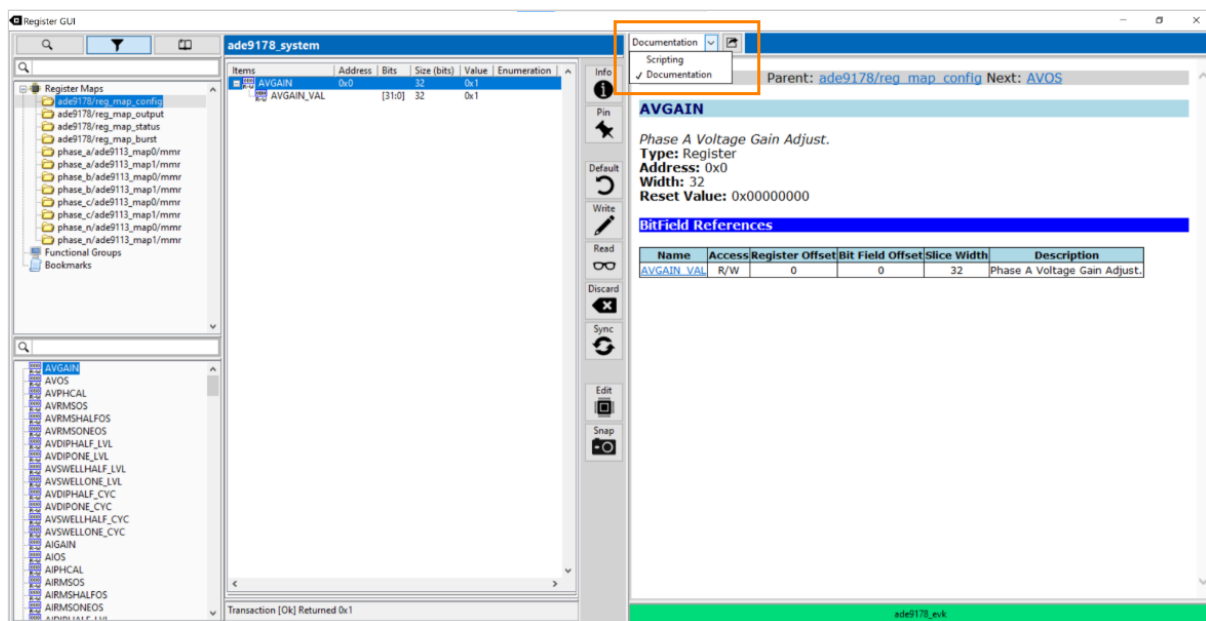 Register GUI
ade9178_system
Documentation
Scripting
✓ Documentation
Register Maps
ade9178/reg_map_config
ade9178/reg_map_output
ade9178/reg_map_status
ade9178/reg_map_burst
phase_a/ade9113_map0/mmr
phase_a/ade9113_map1/mmr
phase_b/ade9113_map0/mmr
phase_b/ade9113_map1/mmr
phase_c/ade9113_map0/mmr
phase_c/ade9113_map1/mmr
phase_n/ade9113_map0/mmr
phase_n/ade9113_map1/mmr
Functional Groups
Bookmarks
AVGAIN
AVOS
AVPHCAL
AVRMSOS
AVRMSHALFOS
AVRMSONEOS
AVDIPHALF_LVL
AVDIPONE_LVL
AVSWELLHALF_LVL
AVSWELLONE_LVL
AVDIPHALF_CYC
AVDIPONE_CYC
AVSWELLHALF_CYC
AVSWELLONE_CYC
AIGAIN
AIOS
AIPHCAL
AIRMSOS
AIRMSHALFOS
AIRMSONEOS
Items Address Bits Size (bits) Value Enumeration
AVGAIN 0x0 32 0x1
AVGAIN_VAL [31:0] 32 0x1
Transaction [Ok] Returned 0x1
Info
Pin
Default
Write
Read
Discard
Sync
Edit
Snap
Parent: ade9178/reg_map_config Next: AVOS
AVGAIN
Phase A Voltage Gain Adjust.
Type: Register
Address: 0x0
Width: 32
Reset Value: 0x00000000
BitField References
Name Access Register Offset Bit Field Offset Slice Width Description
AVGAIN_VAL R/W 0 0 32 Phase A Voltage Gain Adjust.
ade9178_evk